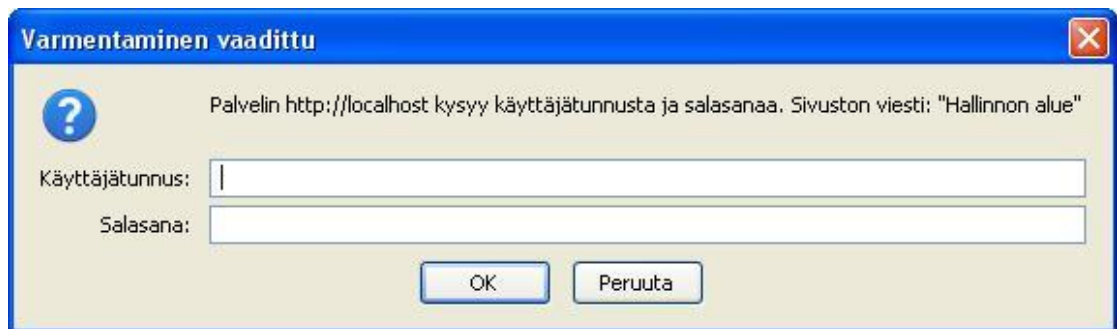 Varmentaminen vaadittu
Palvelin http://localhost kysyy käyttäjätunnusta ja salasanaa. Sivuston viesti: "Hallinnon alue"
Käyttäjätunnus:
Salasana:
OK
Peruuta